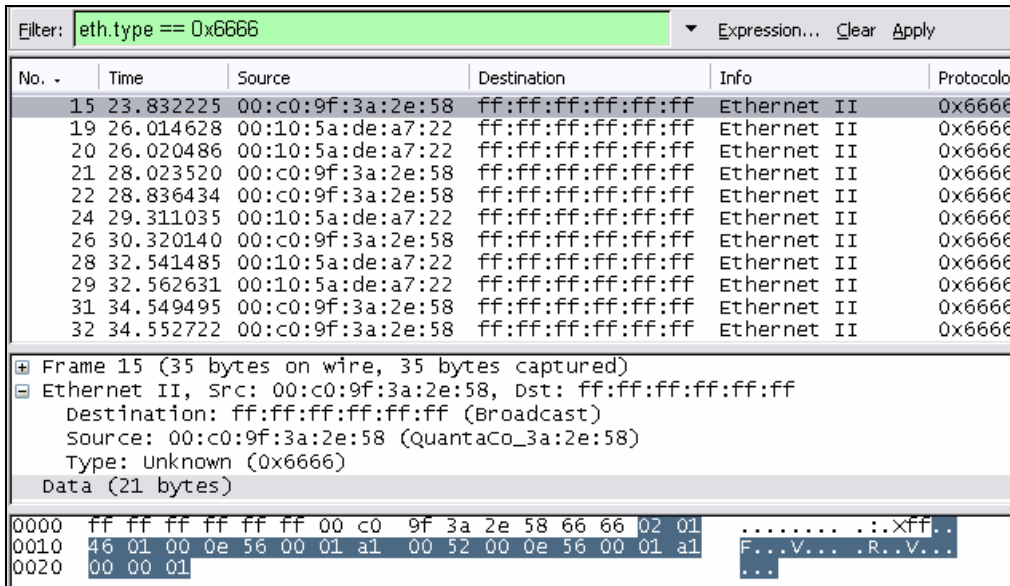 Filter: eth.type == 0x6666 Expression... Clear Apply
No. Time Source Destination Info Protocolo
15 23.832225 00:c0:9f:3a:2e:58 ff:ff:ff:ff:ff:ff Ethernet II 0x6666
19 26.014628 00:10:5a:de:a7:22 ff:ff:ff:ff:ff:ff Ethernet II 0x6666
20 26.020486 00:10:5a:de:a7:22 ff:ff:ff:ff:ff:ff Ethernet II 0x6666
21 28.023520 00:c0:9f:3a:2e:58 ff:ff:ff:ff:ff:ff Ethernet II 0x6666
22 28.836434 00:c0:9f:3a:2e:58 ff:ff:ff:ff:ff:ff Ethernet II 0x6666
24 29.311035 00:10:5a:de:a7:22 ff:ff:ff:ff:ff:ff Ethernet II 0x6666
26 30.320140 00:c0:9f:3a:2e:58 ff:ff:ff:ff:ff:ff Ethernet II 0x6666
28 32.541485 00:10:5a:de:a7:22 ff:ff:ff:ff:ff:ff Ethernet II 0x6666
29 32.562631 00:10:5a:de:a7:22 ff:ff:ff:ff:ff:ff Ethernet II 0x6666
31 34.549495 00:c0:9f:3a:2e:58 ff:ff:ff:ff:ff:ff Ethernet II 0x6666
32 34.552722 00:c0:9f:3a:2e:58 ff:ff:ff:ff:ff:ff Ethernet II 0x6666
Frame 15 (35 bytes on wire, 35 bytes captured)
Ethernet II, Src: 00:c0:9f:3a:2e:58, Dst: ff:ff:ff:ff:ff:ff
Destination: ff:ff:ff:ff:ff:ff (Broadcast)
Source: 00:c0:9f:3a:2e:58 (QuantaCo_3a:2e:58)
Type: Unknown (0x6666)
Data (21 bytes)
0000 ff ff ff ff ff ff 00 c0 9f 3a 2e 58 66 66 02 01 ........ .:.Xff..
0010 46 01 00 0e 56 00 01 a1 00 52 00 0e 56 00 01 a1 F...V... .R..V...
0020 00 00 01 ...